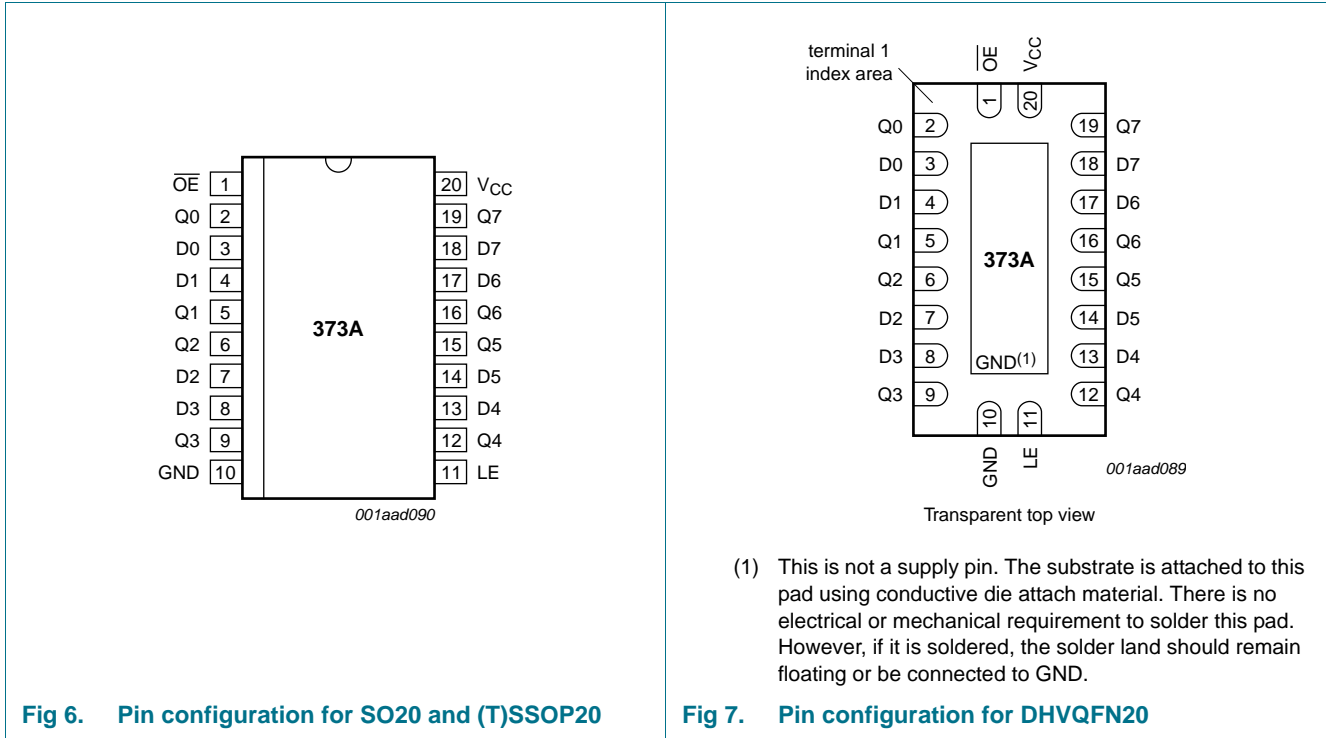 OE 1 20 VCC
Q0 2 19 Q7
D0 3 18 D7
D1 4 17 D6
Q1 5 16 Q6
373A
Q2 6 15 Q5
D2 7 14 D5
D3 8 13 D4
Q3 9 12 Q4
GND 10 11 LE
001aad090
Fig 6. Pin configuration for SO20 and (T)SSOP20
terminal 1
index area
OE VCC
1 20
Q0 2 19 Q7
D0 3 18 D7
D1 4 17 D6
Q1 5 16 Q6
373A
Q2 6 15 Q5
D2 7 14 D5
D3 8 GND(1) 13 D4
Q3 9 12 Q4
10 11
GND LE
001aad089
Transparent top view
(1) This is not a supply pin. The substrate is attached to this
pad using conductive die attach material. There is no
electrical or mechanical requirement to solder this pad.
However, if it is soldered, the solder land should remain
floating or be connected to GND.
Fig 7. Pin configuration for DHVQFN20